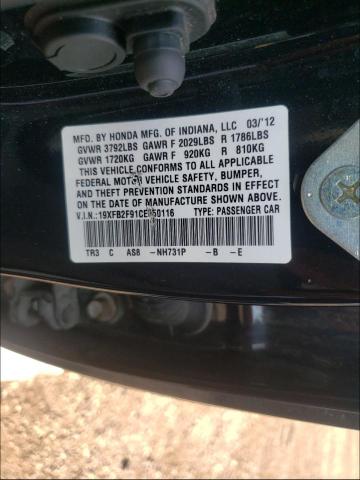 MFD. BY HONDA MFG. OF INDIANA, LLC 03/'12
GVWR 3792LBS GAWR F 2029LBS R 1786LBS
GVWR 1720KG GAWR F 920KG R 810KG
THIS VEHICLE CONFORMS TO ALL APPLICABLE
FEDERAL MOTOR VEHICLE SAFETY, BUMPER,
AND THEFT PREVENTION STANDARDS IN EFFECT
ON THE DATE OF MANUFACTURE SHOWN ABOVE.
V.I.N.: TYPE: PASSENGER CAR
TR3 C AS8 -NH731P -B -E